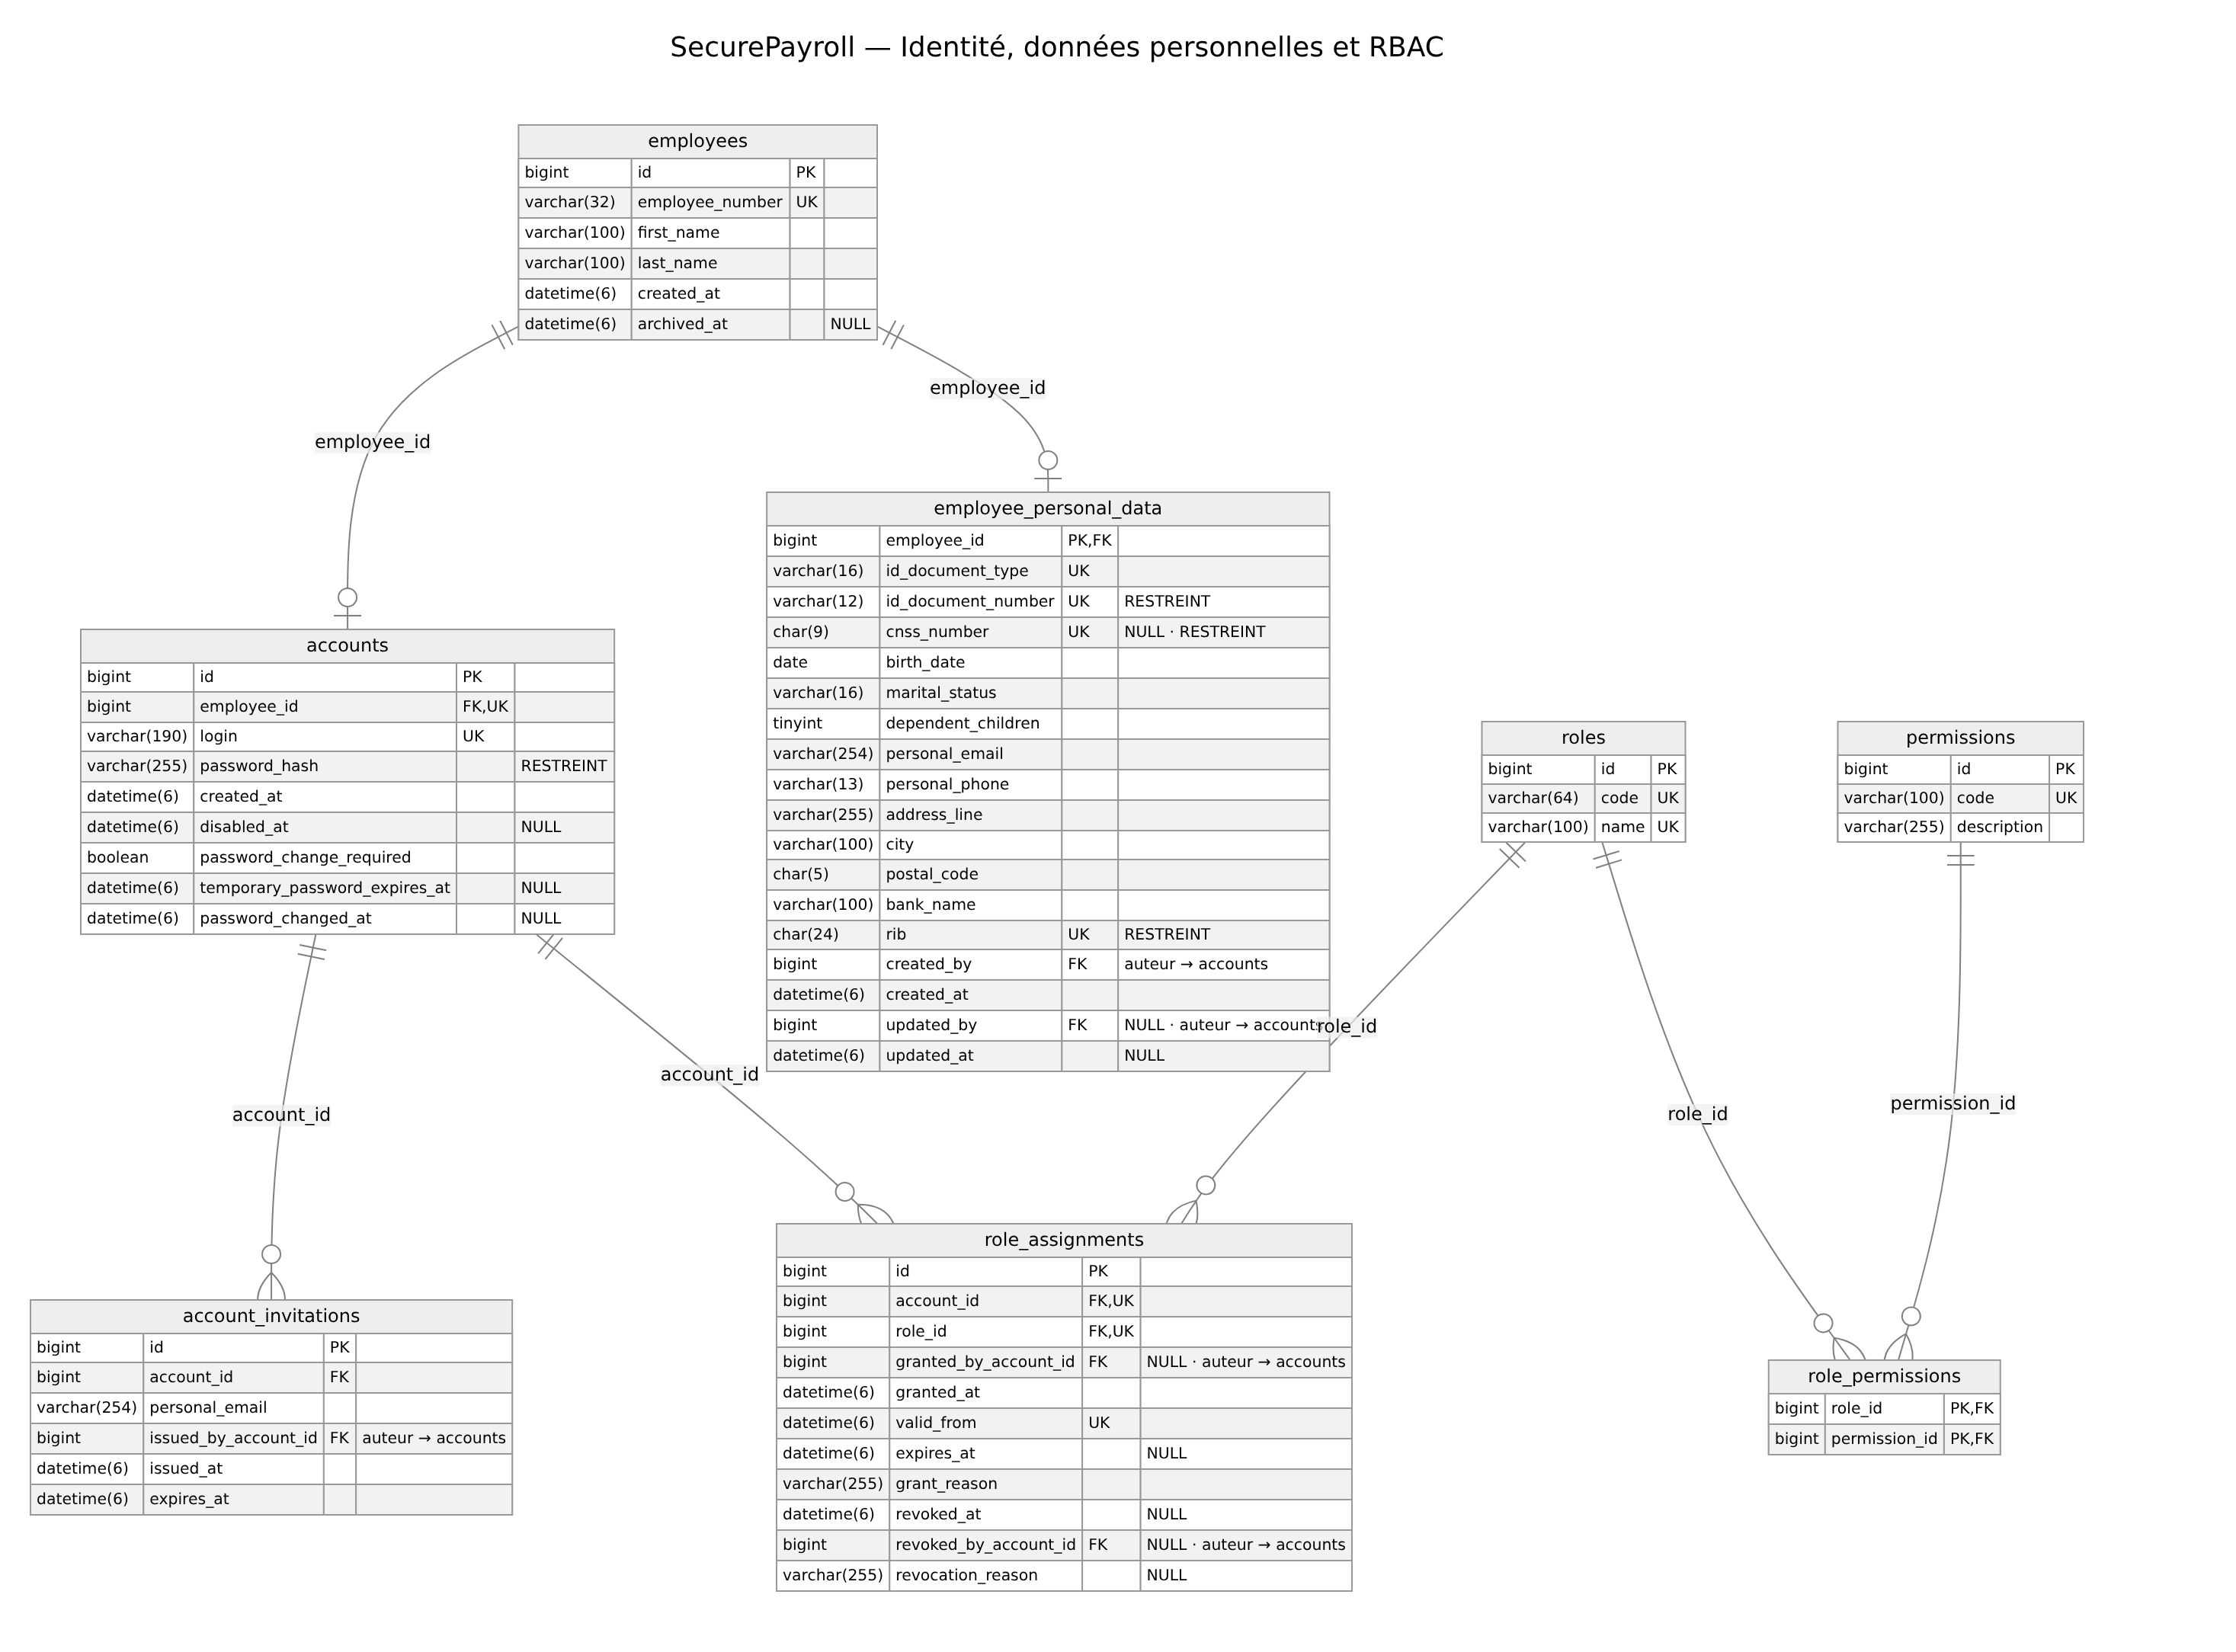 SecurePayroll — Identité, données personnelles et RBAC
employees
bigint id PK
varchar(32) employee_number UK
varchar(100) first_name
varchar(100) last_name
datetime(6) created_at
datetime(6) archived_at NULL
employee_id
employee_id
employee_personal_data
bigint employee_id PK,FK
varchar(16) id_document_type UK
varchar(12) id_document_number UK RESTREINT
char(9) cnss_number UK NULL · RESTREINT
date birth_date
varchar(16) marital_status
tinyint dependent_children
varchar(254) personal_email
varchar(13) personal_phone
varchar(255) address_line
varchar(100) city
char(5) postal_code
varchar(100) bank_name
char(24) rib UK RESTREINT
bigint created_by FK auteur → accounts
datetime(6) created_at
bigint updated_by FK NULL · auteur → accounts
datetime(6) updated_at NULL
accounts
bigint id PK
bigint employee_id FK,UK
varchar(190) login UK
varchar(255) password_hash RESTREINT
datetime(6) created_at
datetime(6) disabled_at NULL
boolean password_change_required
datetime(6) temporary_password_expires_at NULL
datetime(6) password_changed_at NULL
roles
bigint id PK
varchar(64) code UK
varchar(100) name UK
permissions
bigint id PK
varchar(100) code UK
varchar(255) description
role_id
account_id
account_id
role_id
permission_id
role_assignments
bigint id PK
bigint account_id FK,UK
bigint role_id FK,UK
bigint granted_by_account_id FK NULL · auteur → accounts
datetime(6) granted_at
datetime(6) valid_from UK
datetime(6) expires_at NULL
varchar(255) grant_reason
datetime(6) revoked_at NULL
bigint revoked_by_account_id FK NULL · auteur → accounts
varchar(255) revocation_reason NULL
account_invitations
bigint id PK
bigint account_id FK
varchar(254) personal_email
bigint issued_by_account_id FK auteur → accounts
datetime(6) issued_at
datetime(6) expires_at
role_permissions
bigint role_id PK,FK
bigint permission_id PK,FK